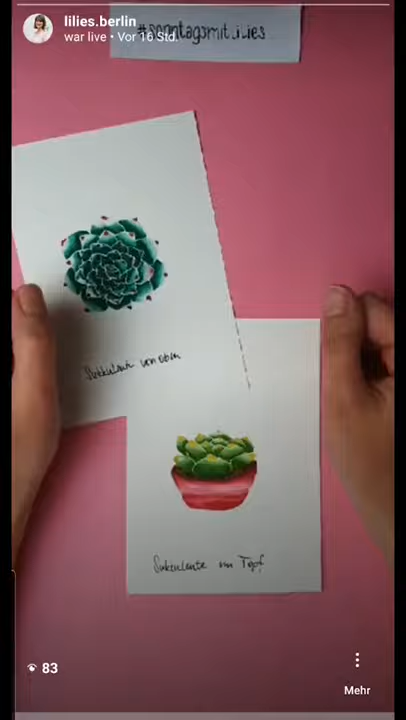 lilies.berlin
war live • Vor 16 Std.
#sonntagsmitlilies
Sukkulente von oben
Sukkulente im Topf
83
Mehr